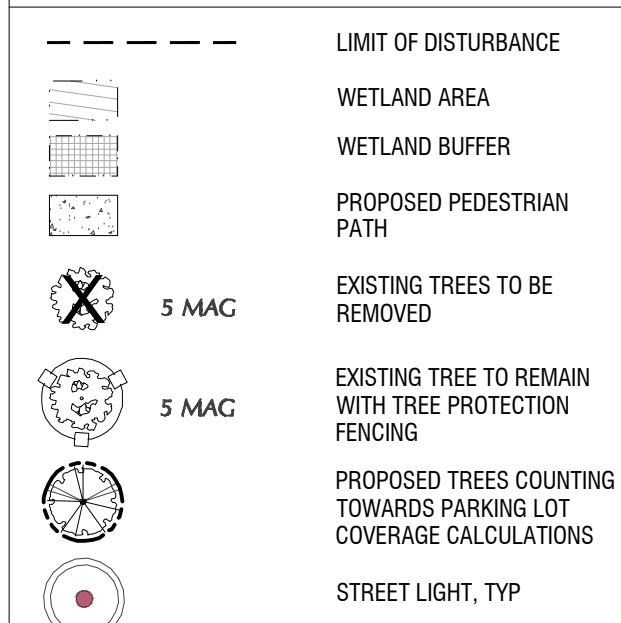 LIMIT OF DISTURBANCE
WETLAND AREA
WETLAND BUFFER
PROPOSED PEDESTRIAN
PATH
5 MAG
EXISTING TREES TO BE
REMOVED
5 MAG
EXISTING TREE TO REMAIN
WITH TREE PROTECTION
FENCING
PROPOSED TREES COUNTING
TOWARDS PARKING LOT
COVERAGE CALCULATIONS
STREET LIGHT, TYP